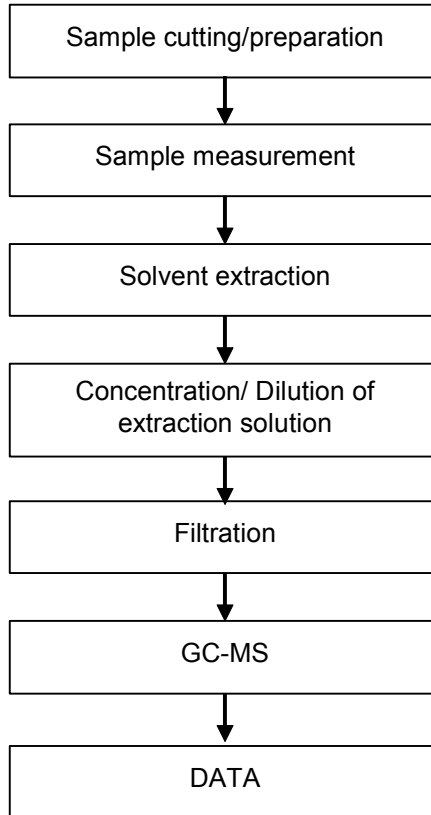 Sample cutting/preparation
Sample measurement
Solvent extraction
Concentration/ Dilution of
extraction solution
Filtration
GC-MS
DATA